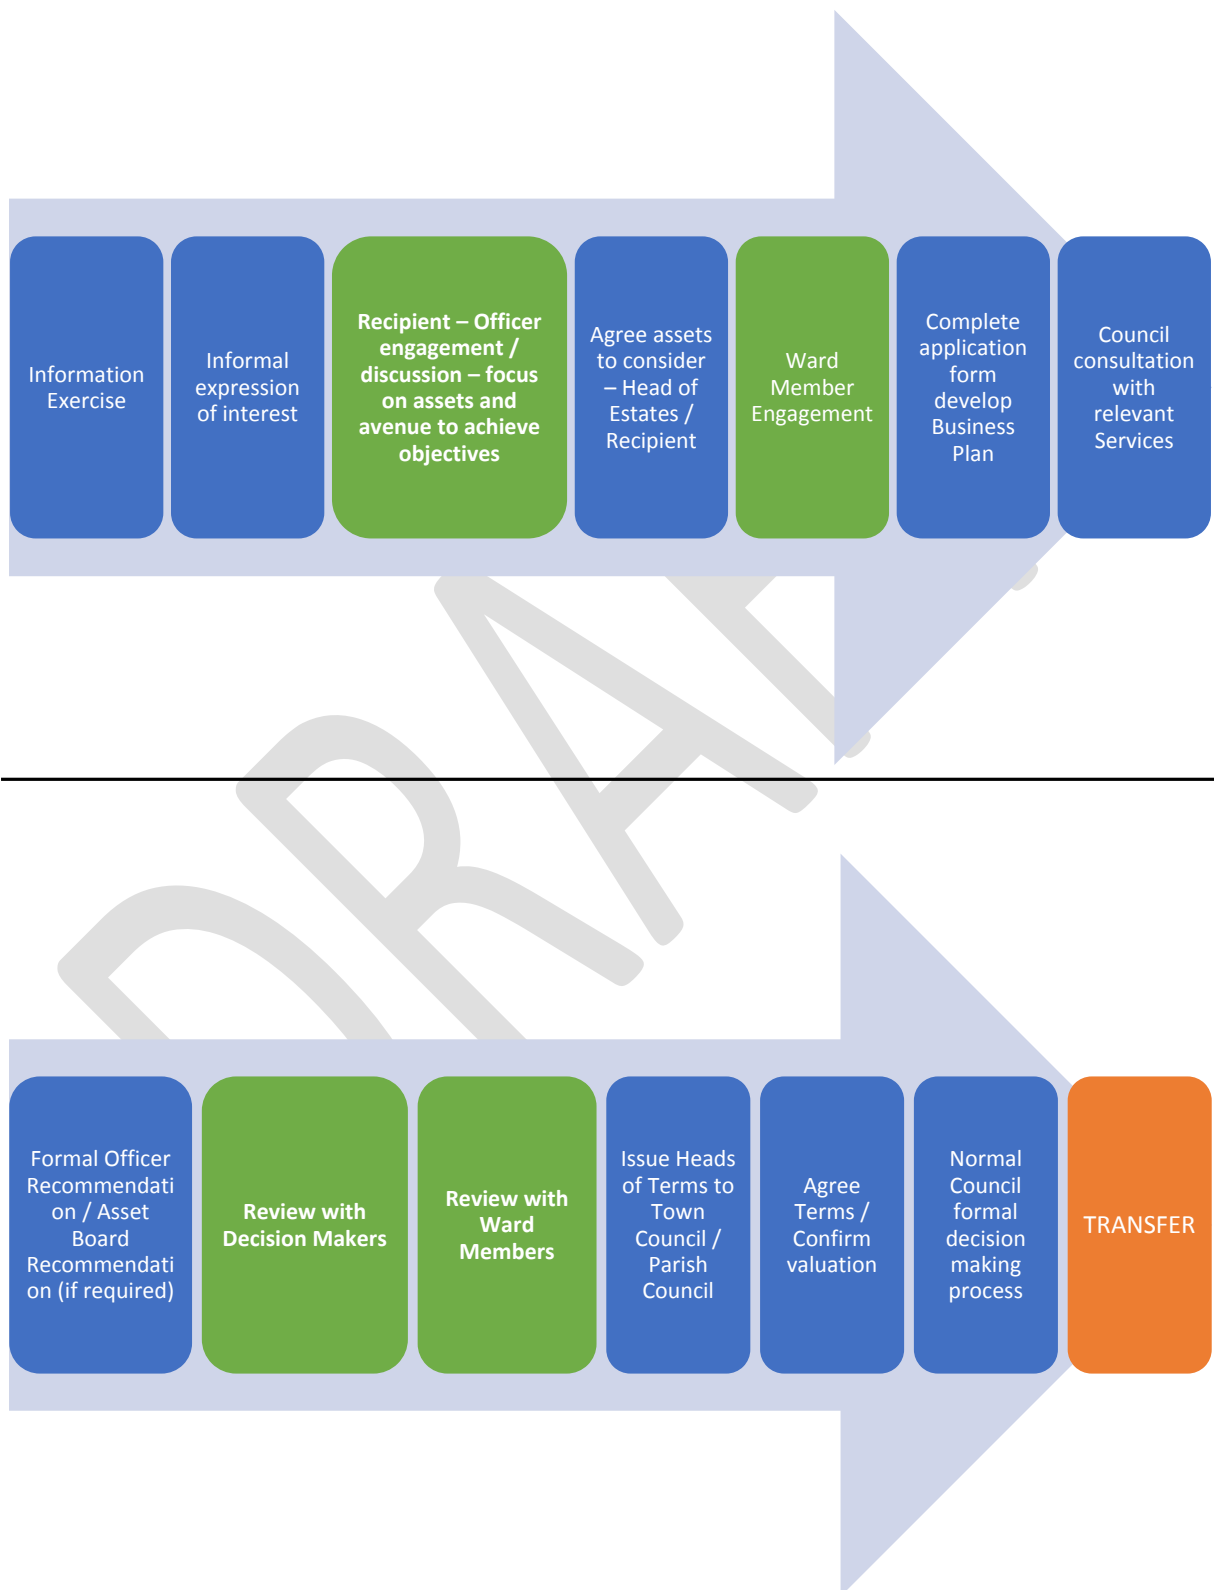 Information
Exercise
Informal
expression
of interest
Recipient – Officer
engagement /
discussion – focus
on assets and
avenue to achieve
objectives
Agree assets
to consider
– Head of
Estates /
Recipient
Ward
Member
Engagement
Complete
application
form
develop
Business
Plan
Council
consultation
with
relevant
Services
Formal Officer
Recommendati
on / Asset
Board
Recommendati
on (if required)
Review with
Decision Makers
Review with
Ward
Members
Issue Heads
of Terms to
Town
Council /
Parish
Council
Agree
Terms /
Confirm
valuation
Normal
Council
formal
decision
making
process
TRANSFER
DRAFT